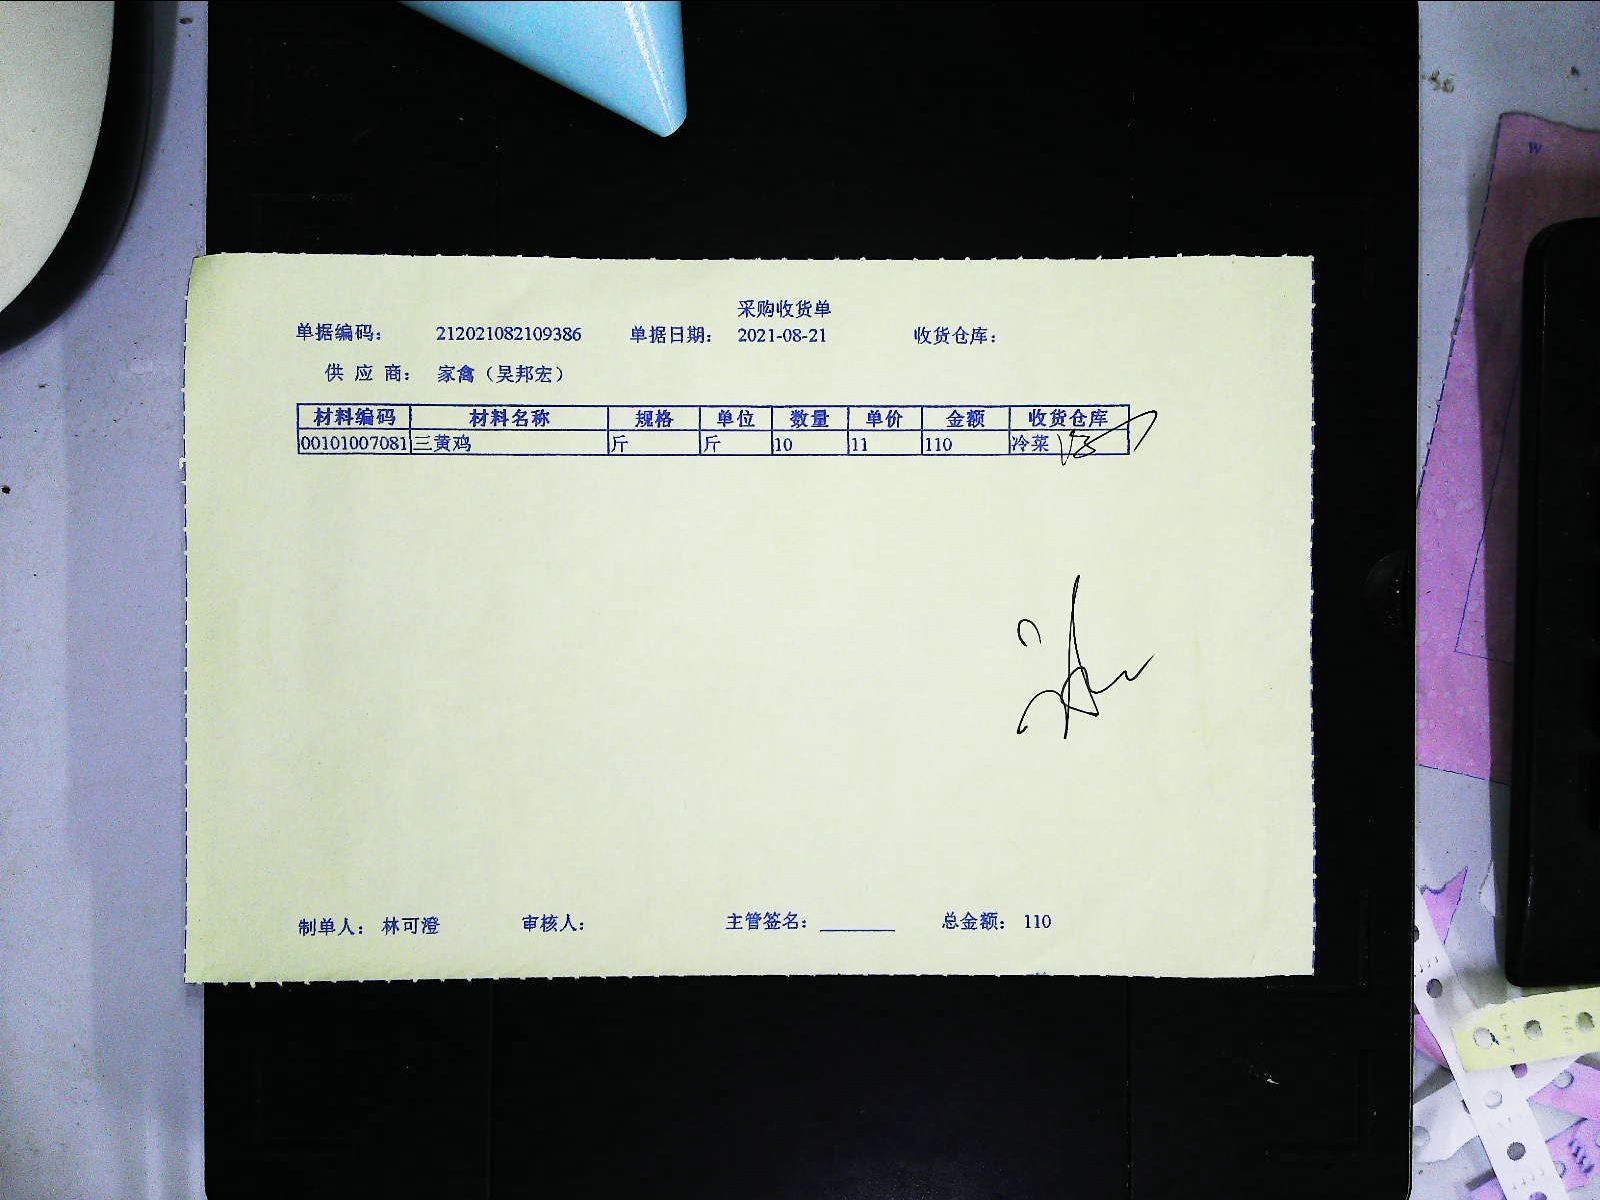 采购收货单
单据编码： 212021082109386 单据日期： 2021-08-21 收货仓库：
供 应 商： 家禽（吴邦宏）
材料编码 材料名称 规格 单位 数量 单价 金额 收货仓库
00101007081 三黄鸡 斤 斤 10 11 110 冷菜
制单人： 林可澄 审核人： 主管签名： 总金额： 110